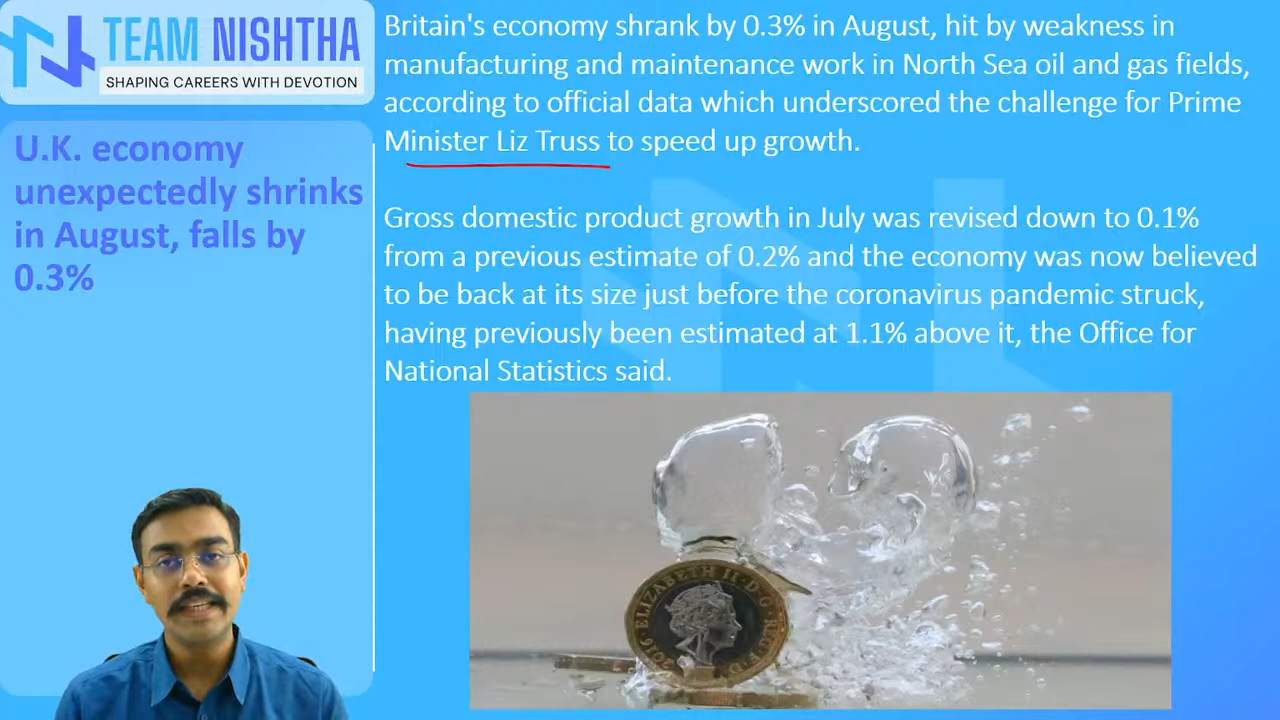 TEAM NISHTHA
SHAPING CAREERS WITH DEVOTION
U.K. economy
unexpectedly shrinks
in August, falls by
0.3%
Britain's economy shrank by 0.3% in August, hit by weakness in
manufacturing and maintenance work in North Sea oil and gas fields,
according to official data which underscored the challenge for Prime
Minister Liz Truss to speed up growth.
Gross domestic product growth in July was revised down to 0.1%
from a previous estimate of 0.2% and the economy was now believed
to be back at its size just before the coronavirus pandemic struck,
having previously been estimated at 1.1% above it, the Office for
National Statistics said.
2016 ELIZABETH II D G